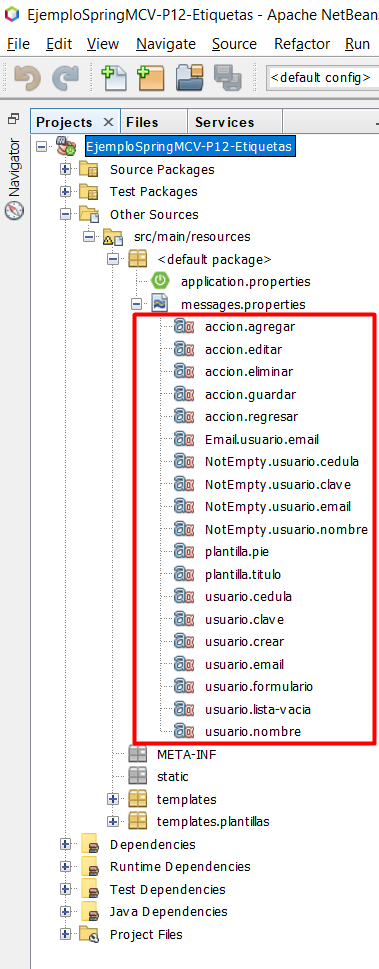 EjemploSpringMCV-P12-Etiquetas - Apache NetBeans
File Edit View Navigate Source Refactor Run
<default config>
Projects Files Services
Navigator
EjemploSpringMCV-P12-Etiquetas
Source Packages
Test Packages
Other Sources
src/main/resources
<default package>
application.properties
messages.properties
accion.agregar
accion.editar
accion.eliminar
accion.guardar
accion.regresar
Email.usuario.email
NotEmpty.usuario.cedula
NotEmpty.usuario.clave
NotEmpty.usuario.email
NotEmpty.usuario.nombre
plantilla.pie
plantilla.titulo
usuario.cedula
usuario.clave
usuario.crear
usuario.email
usuario.formulario
usuario.lista-vacia
usuario.nombre
META-INF
static
templates
templates.plantillas
Dependencies
Runtime Dependencies
Test Dependencies
Java Dependencies
Project Files